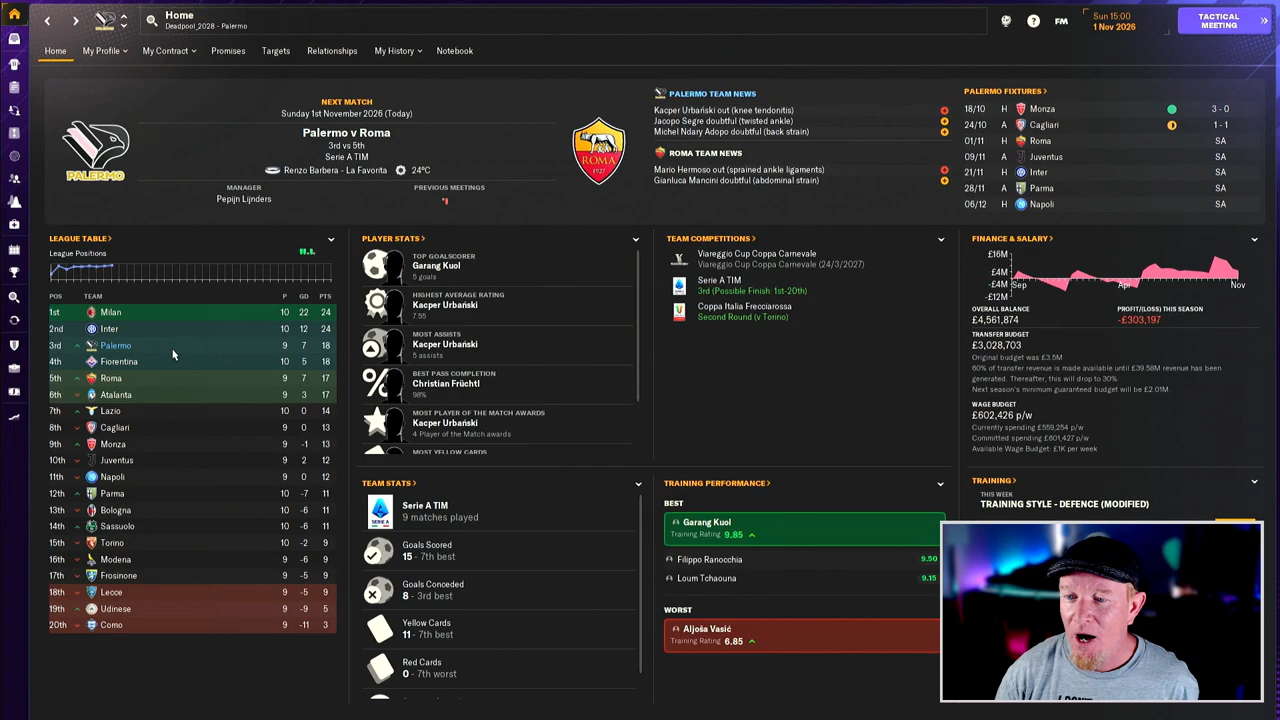 Home
Deadpool_2028 - Palermo
?
FM
Sun 15:00
1 Nov 2026
TACTICAL
MEETING
Home
My Profile
My Contract
Promises
Targets
Relationships
My History
Notebook
NEXT MATCH
Sunday 1st November 2026 (Today)
Palermo v Roma
3rd vs 5th
Serie A TIM
Renzo Barbera - La Favorita
24°C
MANAGER
Pepijn Lijnders
PREVIOUS MEETINGS
PALERMO
ROMA
1927
PALERMO TEAM NEWS
Kacper Urbański out (knee tendonitis)
Jacopo Segre doubtful (twisted ankle)
Michel Ndary Adopo doubtful (back strain)
ROMA TEAM NEWS
Mario Hermoso out (sprained ankle ligaments)
Gianluca Mancini doubtful (abdominal strain)
PALERMO FIXTURES >
18/10 H Monza 3 - 0
24/10 A Cagliari 1 - 1
01/11 H Roma SA
09/11 A Juventus SA
21/11 H Inter SA
28/11 A Parma SA
06/12 H Napoli SA
LEAGUE TABLE >
League Positions
POS TEAM P GD PTS
1st Milan 10 22 24
2nd Inter 10 12 24
3rd Palermo 9 7 18
4th Fiorentina 10 5 18
5th Roma 9 7 17
6th Atalanta 9 3 17
7th Lazio 10 0 14
8th Cagliari 9 0 13
9th Monza 9 -1 13
10th Juventus 9 2 12
11th Napoli 9 0 12
12th Parma 10 -7 11
13th Bologna 10 -6 11
14th Sassuolo 10 -6 11
15th Torino 10 -2 9
16th Modena 9 -6 9
17th Frosinone 9 -5 9
18th Lecce 9 -5 9
19th Udinese 9 -9 5
20th Como 9 -11 3
PLAYER STATS >
TOP GOALSCORER
Garang Kuol
5 goals
HIGHEST AVERAGE RATING
Kacper Urbański
7.55
MOST ASSISTS
Kacper Urbański
5 assists
BEST PASS COMPLETION
Christian Früchtl
98%
MOST PLAYER OF THE MATCH AWARDS
Kacper Urbański
4 Player of the Match awards
MOST YELLOW CARDS
TEAM STATS >
SERIE A
Serie A TIM
9 matches played
Goals Scored
15 - 7th best
Goals Conceded
8 - 3rd best
Yellow Cards
11 - 7th best
Red Cards
0 - 7th worst
TEAM COMPETITIONS >
Viareggio Cup Coppa Carnevale
Viareggio Cup Coppa Carnevale (24/3/2027)
Serie A TIM
3rd (Possible Finish: 1st-20th)
Coppa Italia Frecciarossa
Second Round (v Torino)
TRAINING PERFORMANCE >
BEST
Garang Kuol
Training Rating 9.85
Filippo Ranocchia 9.50
Loum Tchaouna 9.15
WORST
Aljoša Vasić
Training Rating 6.85
FINANCE & SALARY >
£16M
£4M
-£4M
-£12M
Sep Apr Nov
OVERALL BALANCE
£4,561,874
PROFIT/(LOSS) THIS SEASON
-£303,197
TRANSFER BUDGET
£3,028,703
Original budget was £3.5M
60% of transfer revenue is made available until £39.58M revenue has
been generated. Thereafter, this will drop to 30%.
Next season's minimum guaranteed budget will be £2.01M.
WAGE BUDGET
£602,426 p/w
Currently spending £559,254 p/w
Committed spending £601,427 p/w
Available Wage Budget: £1K per week
TRAINING >
THIS WEEK
TRAINING STYLE - DEFENCE (MODIFIED)